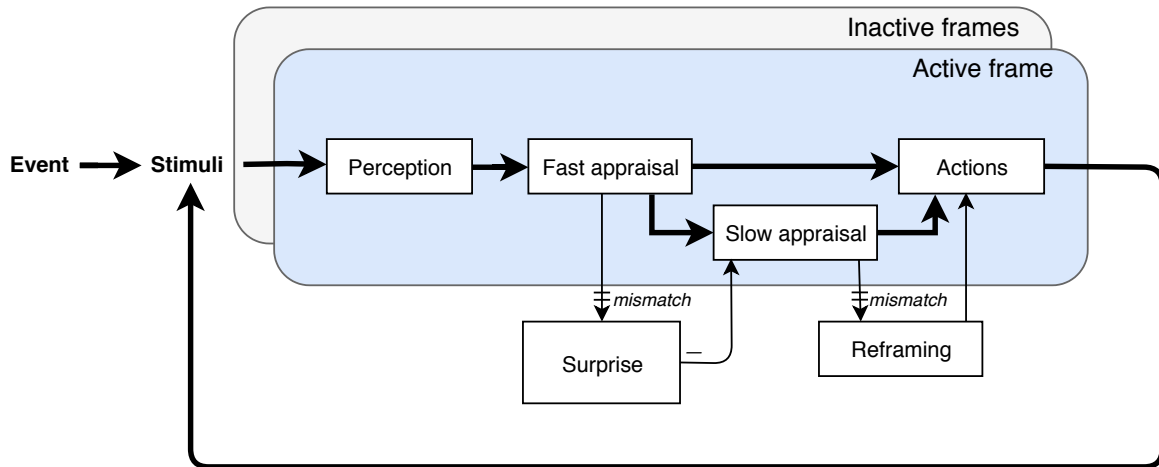 Inactive frames
Active frame
Event
Stimuli
Perception
Fast appraisal
Actions
Slow appraisal
mismatch
mismatch
Surprise
–
Reframing